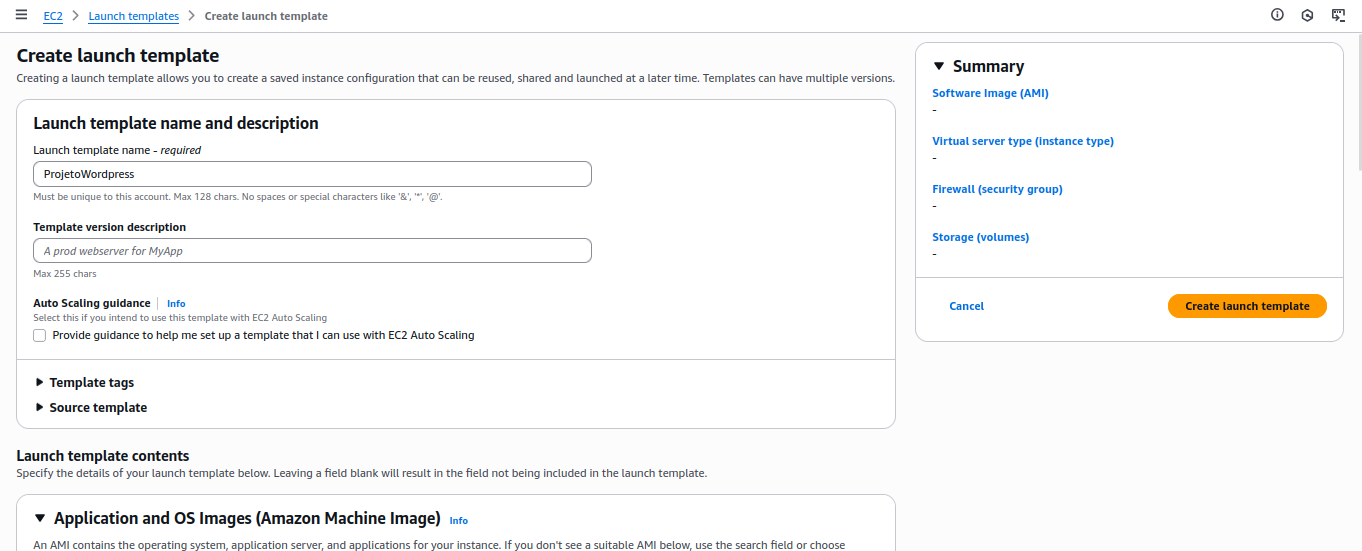 EC2 > Launch templates > Create launch template
Create launch template
Creating a launch template allows you to create a saved instance configuration that can be reused, shared and launched at a later time. Templates can have multiple versions.
Launch template name and description
Launch template name - required
ProjetoWordpress
Must be unique to this account. Max 128 chars. No spaces or special characters like '&', '*', '@'.
Template version description
A prod webserver for MyApp
Max 255 chars
Auto Scaling guidance | Info
Select this if you intend to use this template with EC2 Auto Scaling
Provide guidance to help me set up a template that I can use with EC2 Auto Scaling
Template tags
Source template
Launch template contents
Specify the details of your launch template below. Leaving a field blank will result in the field not being included in the launch template.
Application and OS Images (Amazon Machine Image) Info
An AMI contains the operating system, application server, and applications for your instance. If you don't see a suitable AMI below, use the search field or choose
Summary
Software Image (AMI)
-
Virtual server type (instance type)
-
Firewall (security group)
-
Storage (volumes)
-
Cancel
Create launch template